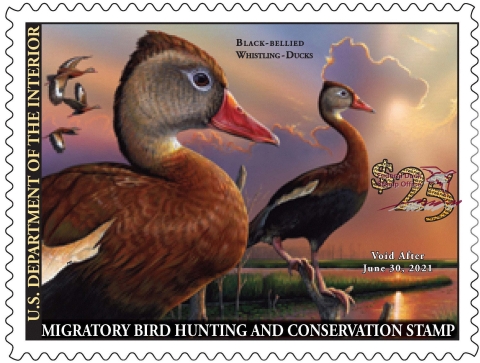 U.S. DEPARTMENT OF THE INTERIOR
BLACK-BELLIED
WHISTLING-DUCKS
$25
Void After
June 30, 2021
MIGRATORY BIRD HUNTING AND CONSERVATION STAMP